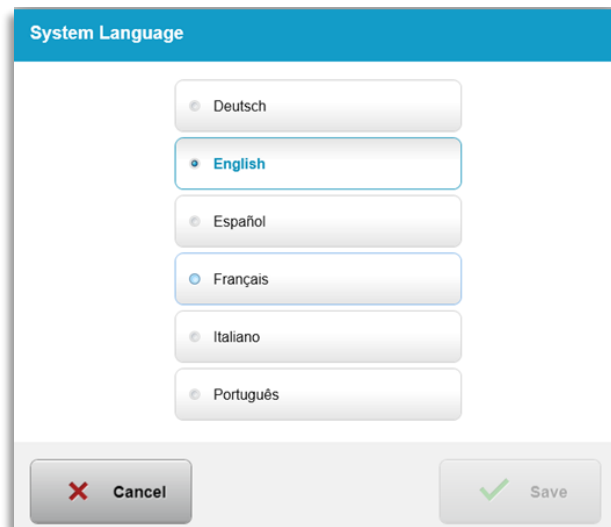 System Language
Deutsch
English
Español
Français
Italiano
Português
Cancel
Save